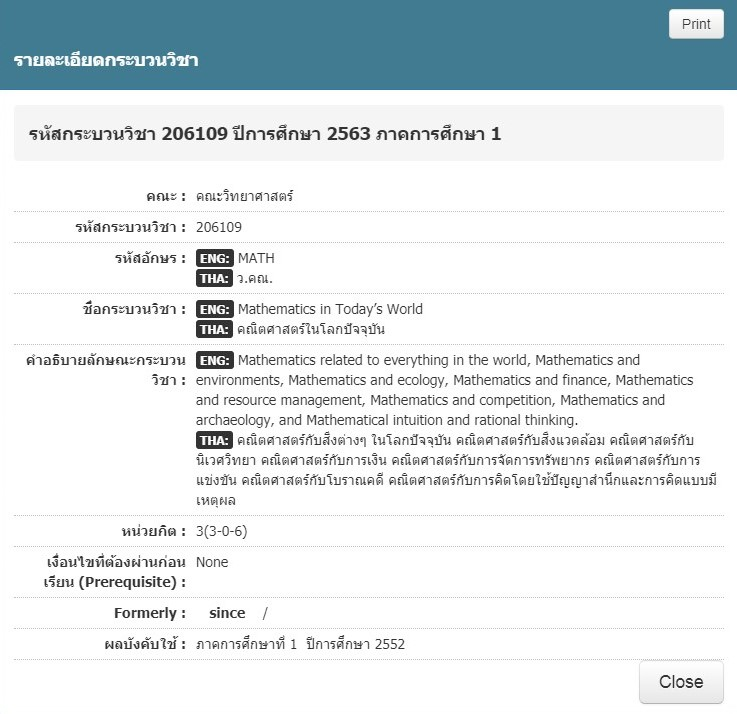 Print
รายละเอียดกระบวนวิชา
รหัสกระบวนวิชา 206109 ปีการศึกษา 2563 ภาคการศึกษา 1
คณะ : คณะวิทยาศาสตร์
รหัสกระบวนวิชา : 206109
รหัสอักษร : ENG: MATH
THA: ว.คณ.
ชื่อกระบวนวิชา : ENG: Mathematics in Today's World
THA: คณิตศาสตร์ในโลกปัจจุบัน
คำอธิบายลักษณะกระบวน ENG: Mathematics related to everything in the world, Mathematics and
วิชา : environments, Mathematics and ecology, Mathematics and finance, Mathematics
and resource management, Mathematics and competition, Mathematics and
archaeology, and Mathematical intuition and rational thinking.
THA: คณิตศาสตร์กับสิ่งต่างๆ ในโลกปัจจุบัน คณิตศาสตร์กับสิ่งแวดล้อม คณิตศาสตร์กับ
นิเวศวิทยา คณิตศาสตร์กับการเงิน คณิตศาสตร์กับการจัดการทรัพยากร คณิตศาสตร์กับการ
แข่งขัน คณิตศาสตร์กับโบราณคดี คณิตศาสตร์กับการคิดโดยใช้ปัญญาสำนึกและการคิดแบบมี
เหตุผล
หน่วยกิต : 3(3-0-6)
เงื่อนไขที่ต้องผ่านก่อน None
เรียน (Prerequisite) :
Formerly : since /
ผลบังคับใช้ : ภาคการศึกษาที่ 1 ปีการศึกษา 2552
Close